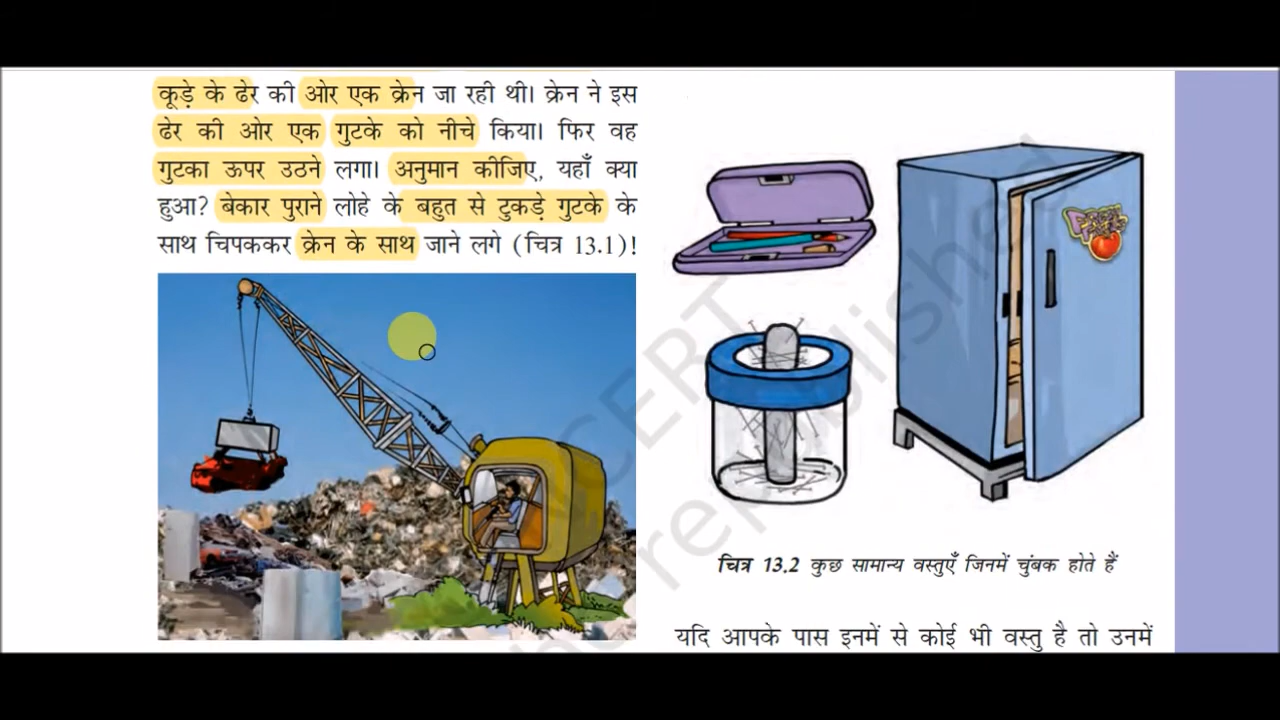 कूड़े के ढेर की ओर एक क्रेन जा रही थी। क्रेन ने इस
ढेर की ओर एक गुटके को नीचे किया। फिर वह
गुटका ऊपर उठने लगा। अनुमान कीजिए, यहाँ क्या
हुआ? बेकार पुराने लोहे के बहुत से टुकड़े गुटके के
साथ चिपककर क्रेन के साथ जाने लगे (चित्र 13.1)!
चित्र 13.2 कुछ सामान्य वस्तुएँ जिनमें चुंबक होते हैं
यदि आपके पास इनमें से कोई भी वस्तु है तो उनमें